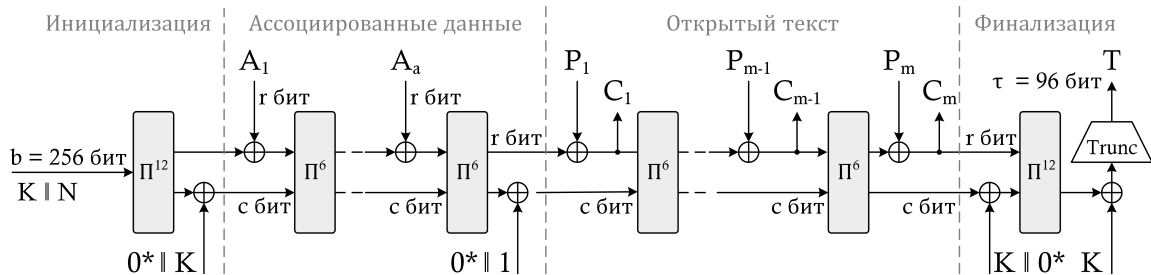 Инициализация
Ассоциированные данные
Открытый текст
Финализация
A₁
Aₐ
P₁
C₁
Pₘ₋₁
Cₘ₋₁
Pₘ
Cₘ
T
τ = 96 бит
r бит
r бит
r бит
r бит
b = 256 бит
K ‖ N
Π¹²
Π⁶
Π⁶
Π⁶
Π⁶
Π¹²
Trunc
c бит
c бит
c бит
c бит
c бит
0* ‖ K
0* ‖ 1
K ‖ 0*
K